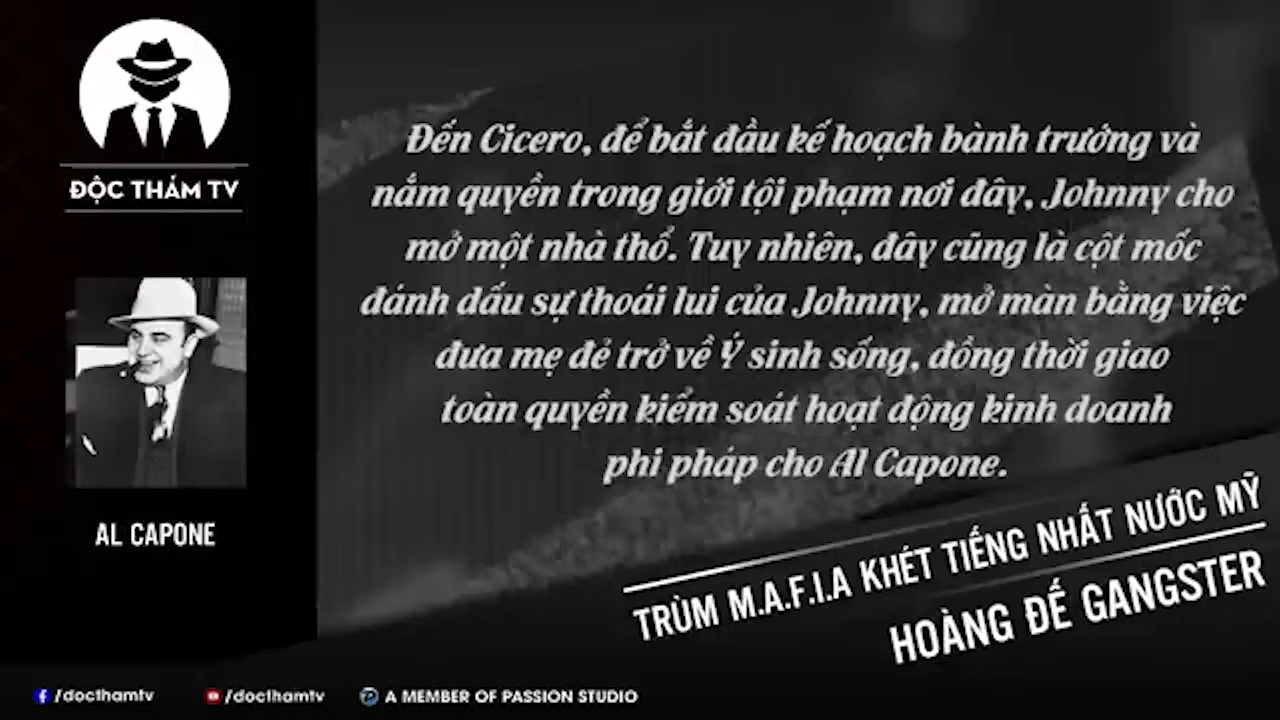 ĐỘC THÁM TV
AL CAPONE
Đến Cicero, để bắt đầu kế hoạch bành trướng và
nắm quyền trong giới tội phạm nơi đây, Johnny cho
mở một nhà thổ. Tuy nhiên, đây cũng là cột mốc
đánh dấu sự thoái lui của Johnny, mở màn bằng việc
đưa mẹ đẻ trở về Ý sinh sống, đồng thời giao
toàn quyền kiểm soát hoạt động kinh doanh
phi pháp cho Al Capone.
TRÙM M.A.F.I.A KHÉT TIẾNG NHẤT NƯỚC MỸ
HOÀNG ĐẾ GANGSTER
/docthamtv
/docthamtv
A MEMBER OF PASSION STUDIO